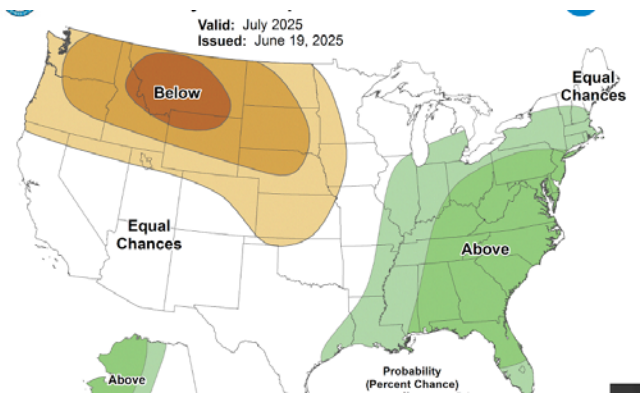 Valid: July 2025
Issued: June 19, 2025
Below
Equal
Chances
Equal
Chances
Above
Above
Probability
(Percent Chance)